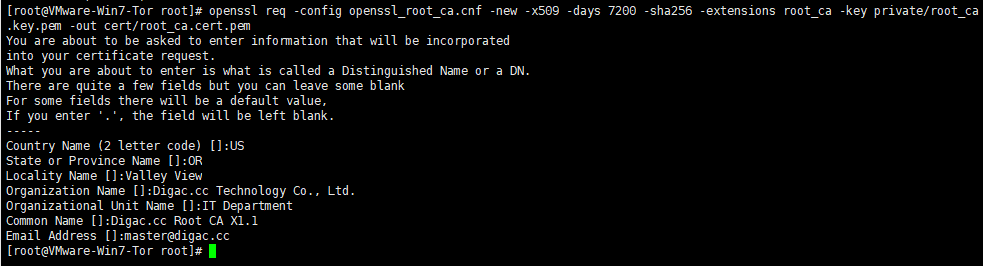 [root@VMware-Win7-Tor root]# openssl req -config openssl_root_ca.cnf -new -x509 -days 7200 -sha256 -extensions root_ca -key private/root_ca
.key.pem -out cert/root_ca.cert.pem
You are about to be asked to enter information that will be incorporated
into your certificate request.
What you are about to enter is what is called a Distinguished Name or a DN.
There are quite a few fields but you can leave some blank
For some fields there will be a default value,
If you enter '.', the field will be left blank.
-----
Country Name (2 letter code) []:US
State or Province Name []:OR
Locality Name []:Valley View
Organization Name []:Digac.cc Technology Co., Ltd.
Organizational Unit Name []:IT Department
Common Name []:Digac.cc Root CA X1.1
Email Address []:master@digac.cc
[root@VMware-Win7-Tor root]#